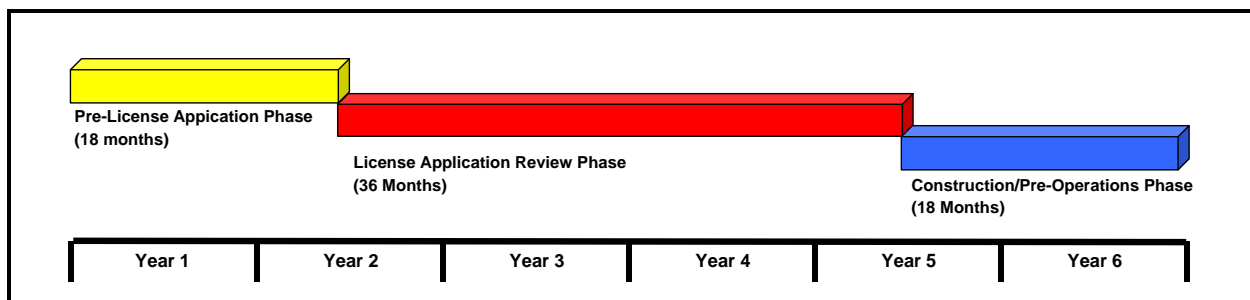 Pre-License Appication Phase
(18 months)
License Application Review Phase
(36 Months)
Construction/Pre-Operations Phase
(18 Months)
Year 1 Year 2 Year 3 Year 4 Year 5 Year 6